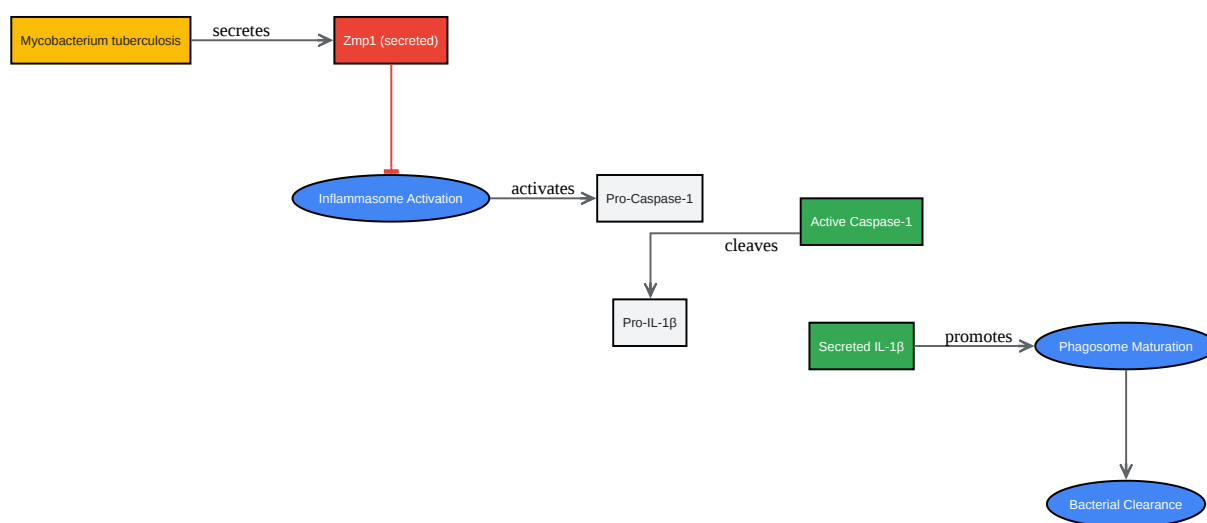 Mycobacterium tuberculosis
secretes
Zmp1 (secreted)
Inflammasome Activation
activates
Pro-Caspase-1
Active Caspase-1
cleaves
Pro-IL-1β
Secreted IL-1β
promotes
Phagosome Maturation
Bacterial Clearance